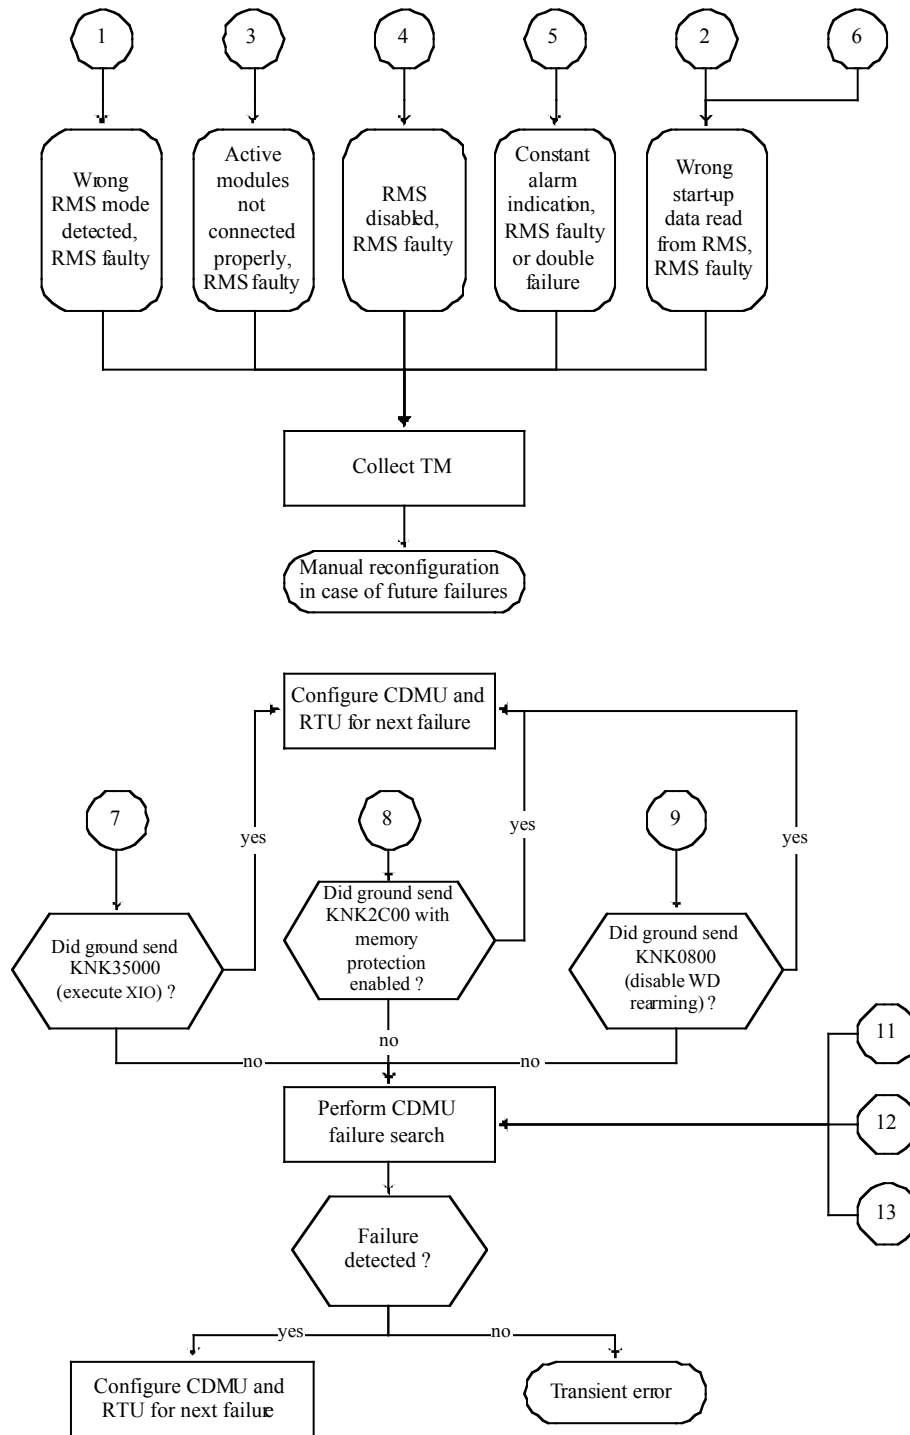 1
3
4
5
2
6
Wrong
RMS mode
detected,
RMS faulty
Active
modules
not
connected
properly,
RMS faulty
RMS
disabled,
RMS faulty
Constant
alarm
indication,
RMS faulty
or double
failure
Wrong
start-up
data read
from RMS,
RMS faulty
Collect TM
Manual reconfiguration
in case of future failures
Configure CDMU and
RTU for next failure
7
8
9
yes
yes
yes
Did ground send
KNK35000
(execute XIO) ?
Did ground send
KNK2C00 with
memory
protection
enabled ?
Did ground send
KNK0800
(disable WD
rearming) ?
no
no
no
11
12
13
Perform CDMU
failure search
Failure
detected ?
yes
no
Configure CDMU and
RTU for next failure
Transient error